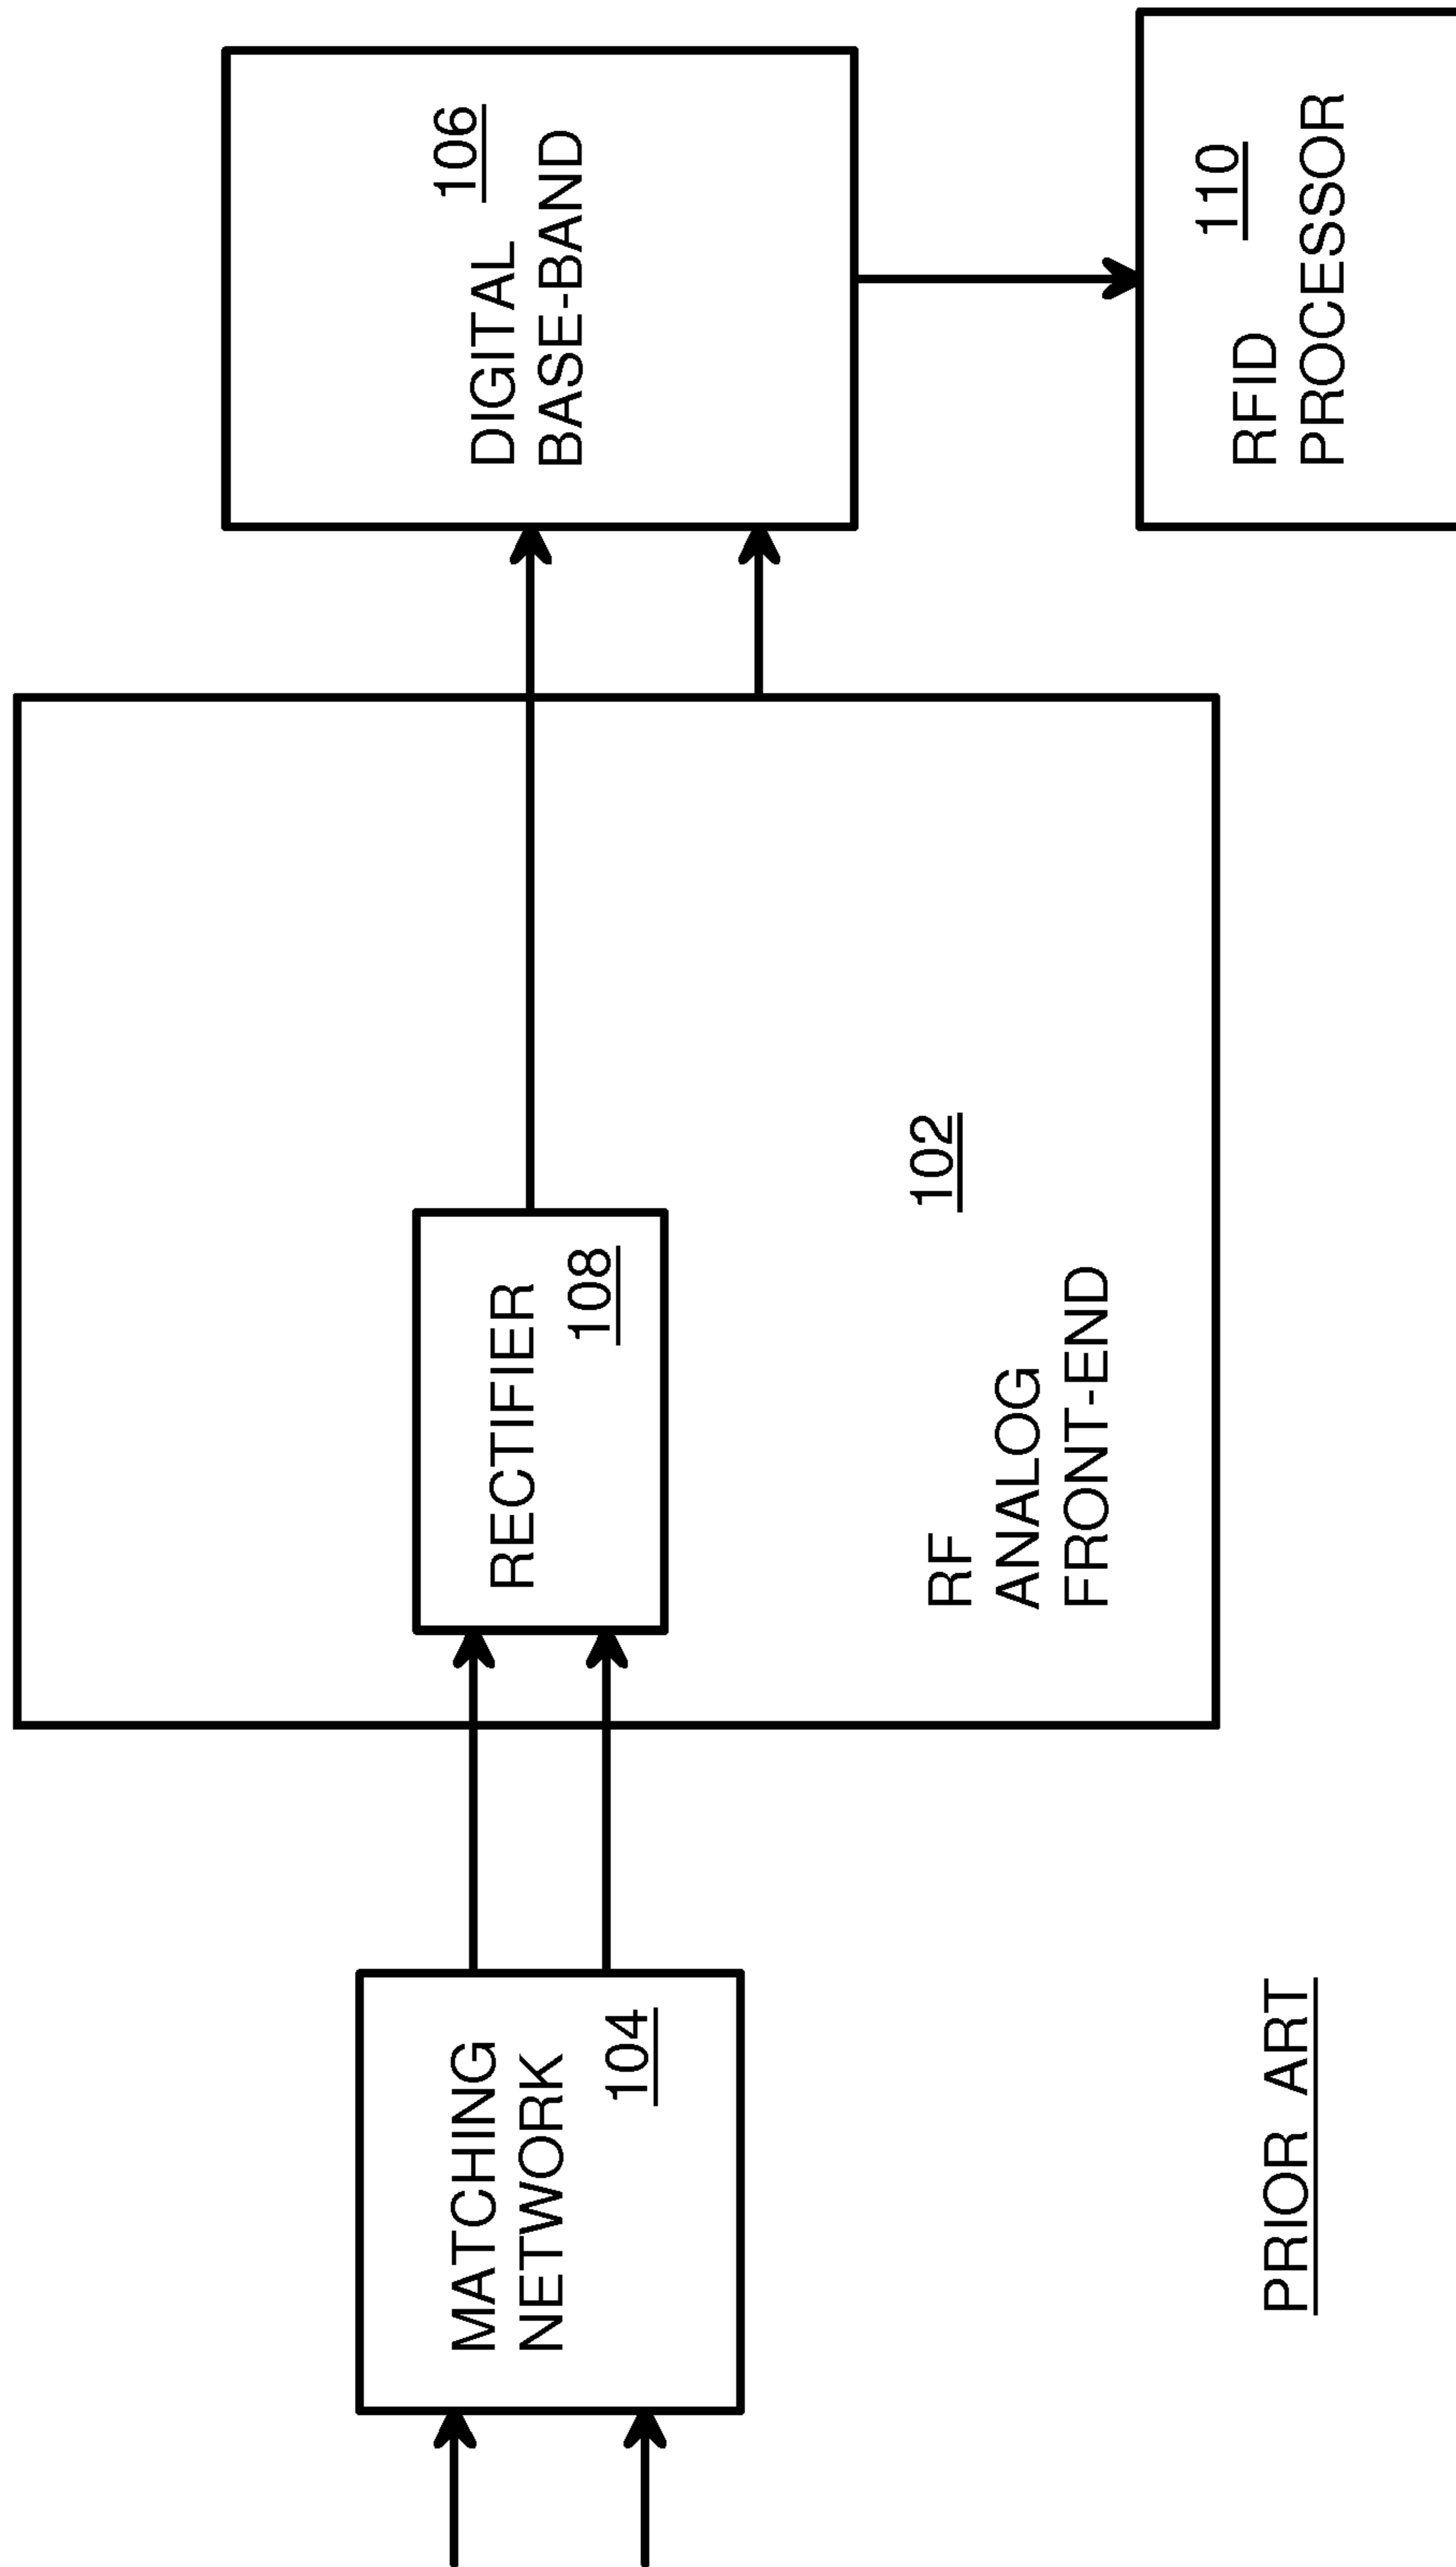 MATCHING
NETWORK
104
RECTIFIER
108
RF
ANALOG
FRONT-END
102
106
DIGITAL
BASE-BAND
110
RFID
PROCESSOR
PRIOR ART